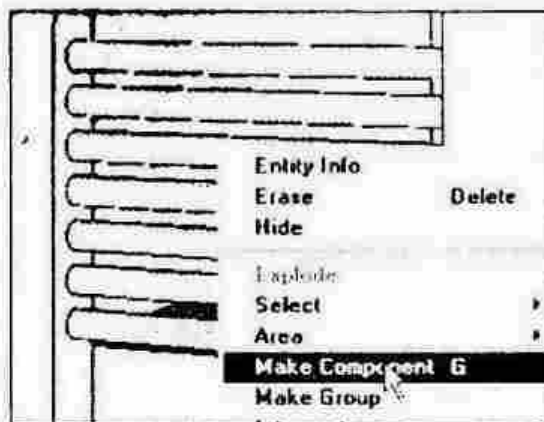 Entity Info
Erase Delete
Hide
Explode
Select
Area
Make Component G
Make Group